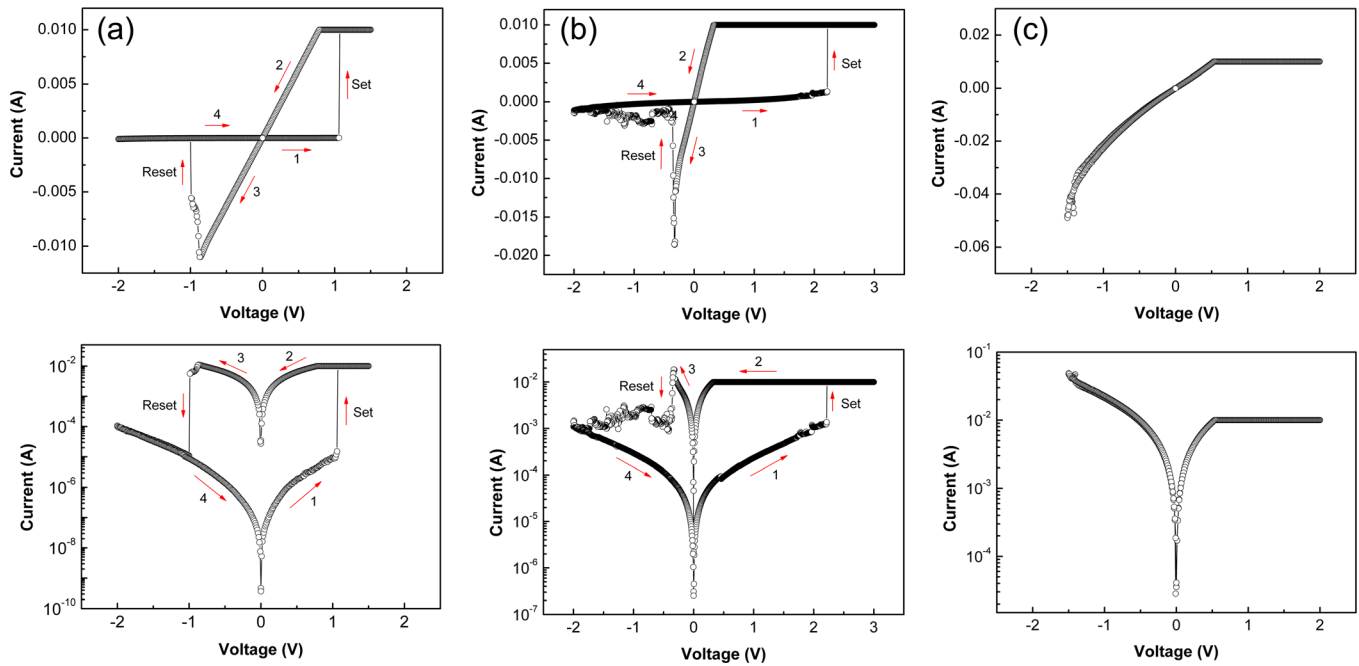 (a)
0.010
0.005
0.000
-0.005
-0.010
Current (A)
2
Set
4
1
Reset
3
-2 -1 0 1 2
Voltage (V)
(b)
0.010
0.005
0.000
-0.005
-0.010
-0.015
-0.020
Current (A)
2
Set
4
4
1
Reset
3
-2 -1 0 1 2 3
Voltage (V)
(c)
0.02
0.00
-0.02
-0.04
-0.06
Current (A)
-2 -1 0 1 2
Voltage (V)
10-2
10-4
10-6
10-8
10-10
Current (A)
3 2
Reset
Set
4 1
-2 -1 0 1 2
Voltage (V)
10-2
10-3
10-4
10-5
10-6
10-7
Current (A)
2
3
Reset
Set
4 1
-2 -1 0 1 2 3
Voltage (V)
10-1
10-2
10-3
10-4
Current (A)
-2 -1 0 1 2
Voltage (V)